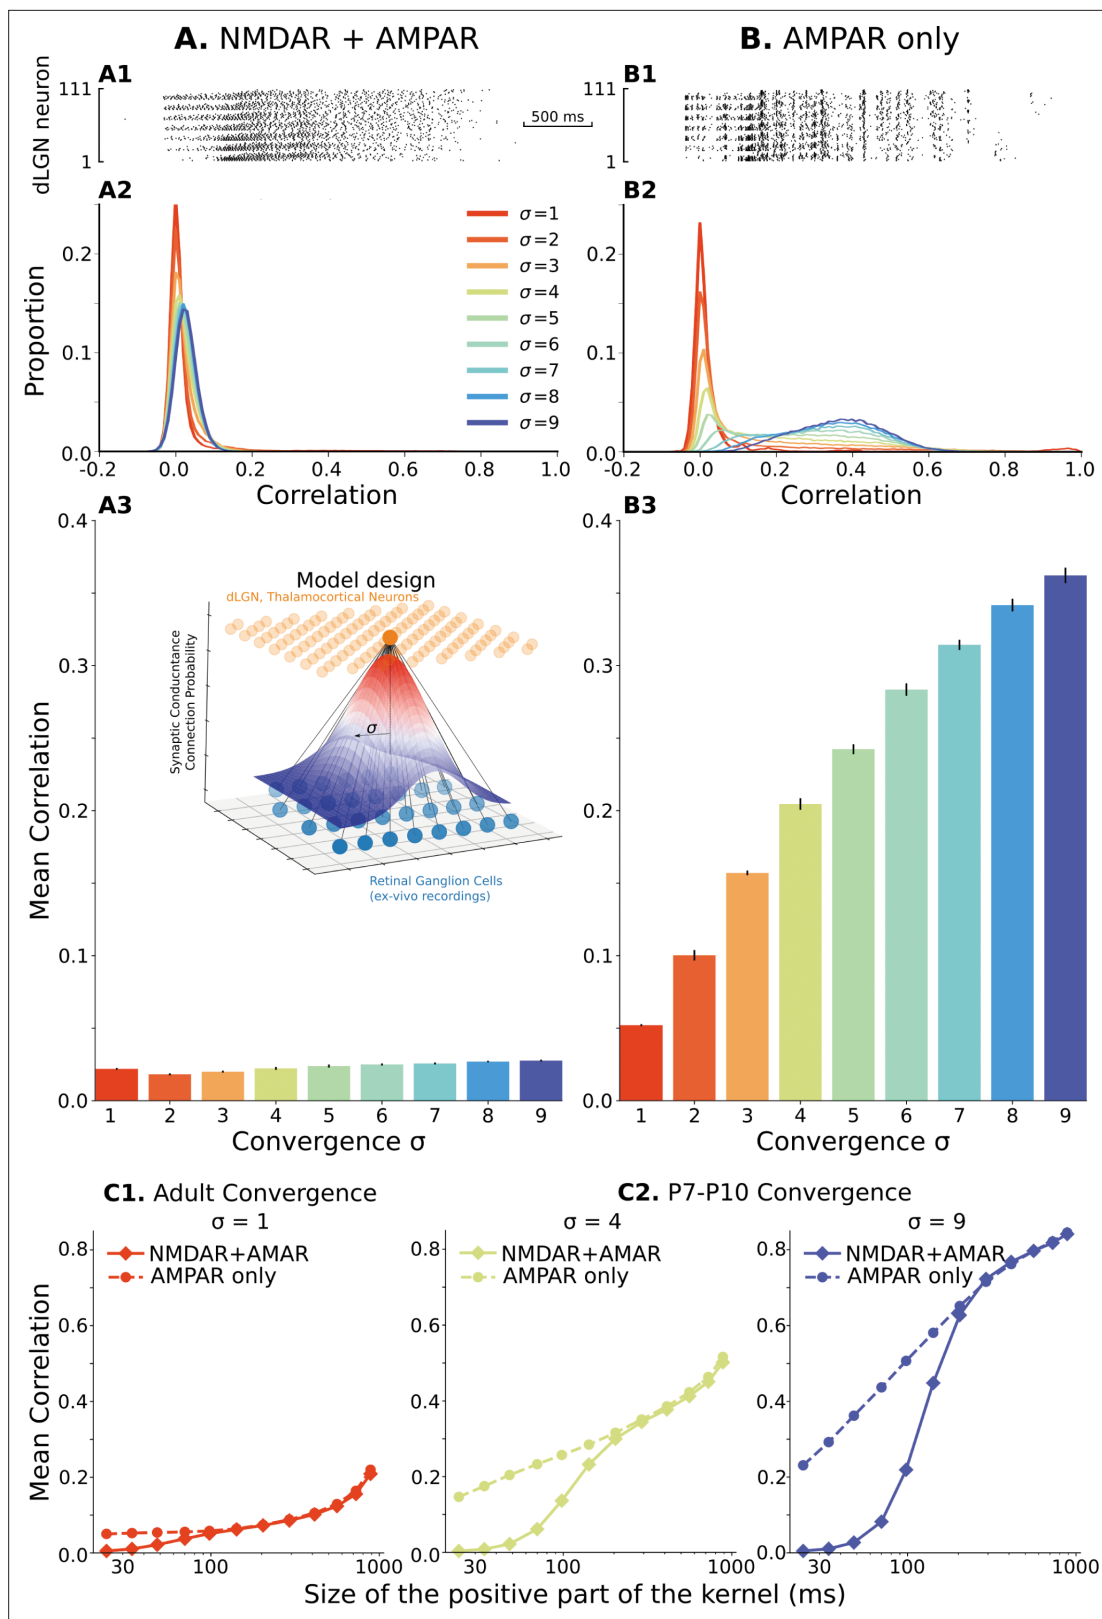 A. NMDAR + AMPAR
B. AMPAR only
A1
B1
dLGN neuron
111
1
500 ms
111
1
A2
B2
Proportion
0.2
0.1
0.0
-0.2
0.0
0.2
0.4
0.6
0.8
1.0
Correlation
σ=1
σ=2
σ=3
σ=4
σ=5
σ=6
σ=7
σ=8
σ=9
0.2
0.1
0.0
-0.2
0.0
0.2
0.4
0.6
0.8
1.0
Correlation
A3
B3
Mean Correlation
0.4
0.3
0.2
0.1
0.0
Model design
dLGN, Thalamocortical Neurons
Synaptic Conducntance
Connection Probability
σ
Retinal Ganglion Cells
(ex-vivo recordings)
1 2 3 4 5 6 7 8 9
Convergence σ
0.4
0.3
0.2
0.1
0.0
1 2 3 4 5 6 7 8 9
Convergence σ
C1. Adult Convergence
C2. P7-P10 Convergence
σ = 1
σ = 4
σ = 9
Mean Correlation
0.8
0.6
0.4
0.2
0.0
NMDAR+AMAR
AMPAR only
30 100 1000
0.8
0.6
0.4
0.2
0.0
NMDAR+AMAR
AMPAR only
30 100 1000
0.8
0.6
0.4
0.2
0.0
NMDAR+AMAR
AMPAR only
30 100 1000
Size of the positive part of the kernel (ms)